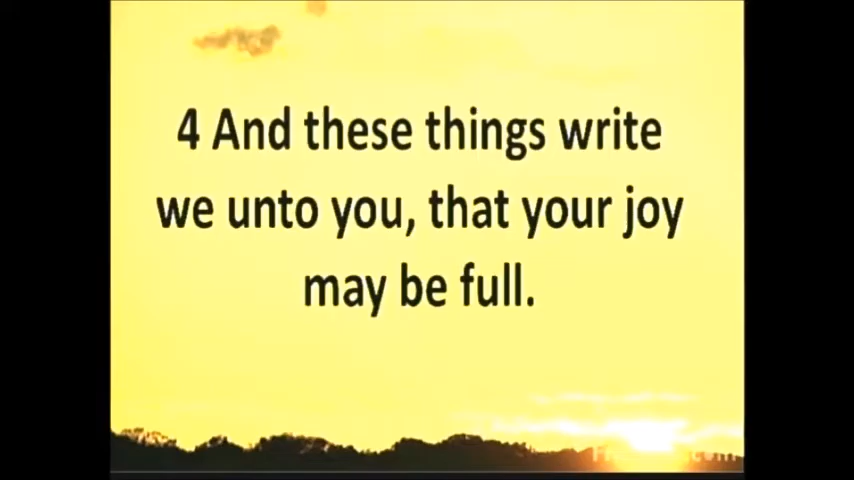 4 And these things write
we unto you, that your joy
may be full.